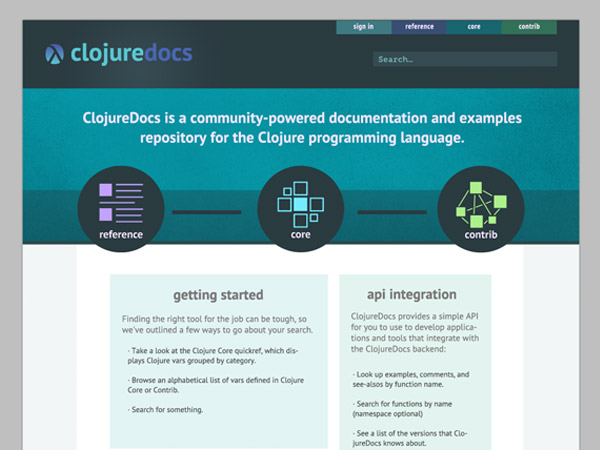 sign in reference core contrib
clojuredocs
Search...
ClojureDocs is a community-powered documentation and examples
repository for the Clojure programming language.
reference core contrib
getting started
Finding the right tool for the job can be tough, so
we've outlined a few ways to go about your search.
· Take a look at the Clojure Core quickref, which dis-
plays Clojure vars grouped by category.
· Browse an alphabetical list of vars defined in Clojure
Core or Contrib.
· Search for something.
api integration
ClojureDocs provides a simple API
for you to use to develop applica-
tions and tools that integrate with
the ClojureDocs backend:
· Look up examples, comments, and
see-alsos by function name.
· Search for functions by name
(namespace optional)
· See a list of the versions that Clo-
jureDocs knows about.